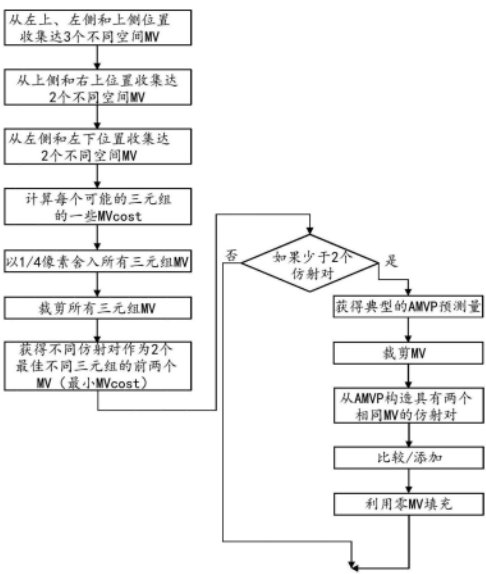 从左上、左侧和上侧位置
收集达3个不同空间MV
从上侧和右上位置收集达
2个不同空间MV
从左侧和左下位置收集达
2个不同空间MV
计算每个可能的三元组
的一些MVcost
以1/4像素舍入所有三元组MV
裁剪所有三元组MV
获得不同仿射对作为2个
最佳不同三元组的前两个
MV（最小MVcost）
如果少于2个
仿射对
否
是
获得典型的AMVP预测量
裁剪MV
从AMVP构造具有两个
相同MV的仿射对
比较/添加
利用零MV填充